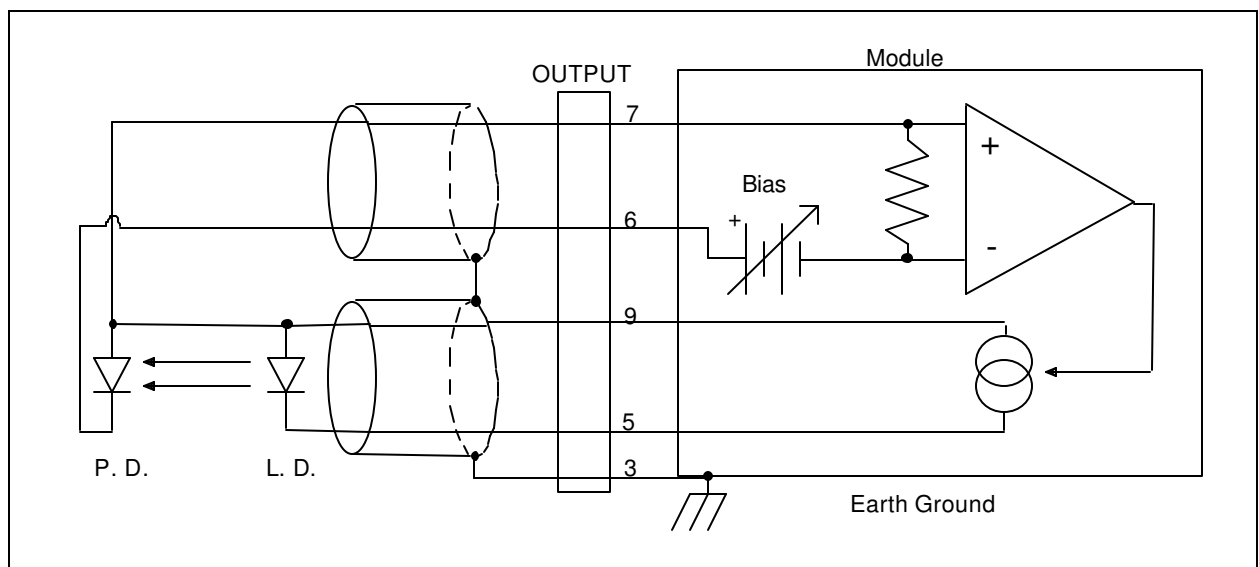 Module
OUTPUT
7
+
Bias
+
6
-
9
5
P. D.
L. D.
3
Earth Ground